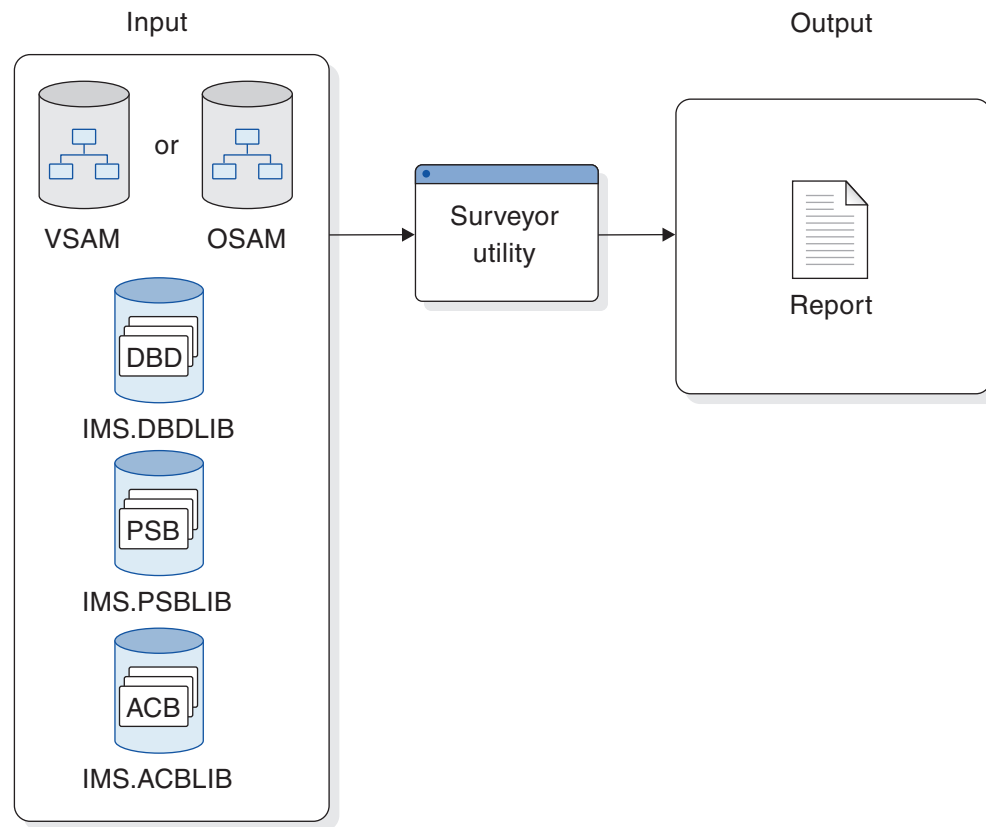 Input
Output
or
VSAM
OSAM
Surveyor
utility
Report
DBD
IMS.DBDLIB
PSB
IMS.PSBLIB
ACB
IMS.ACBLIB